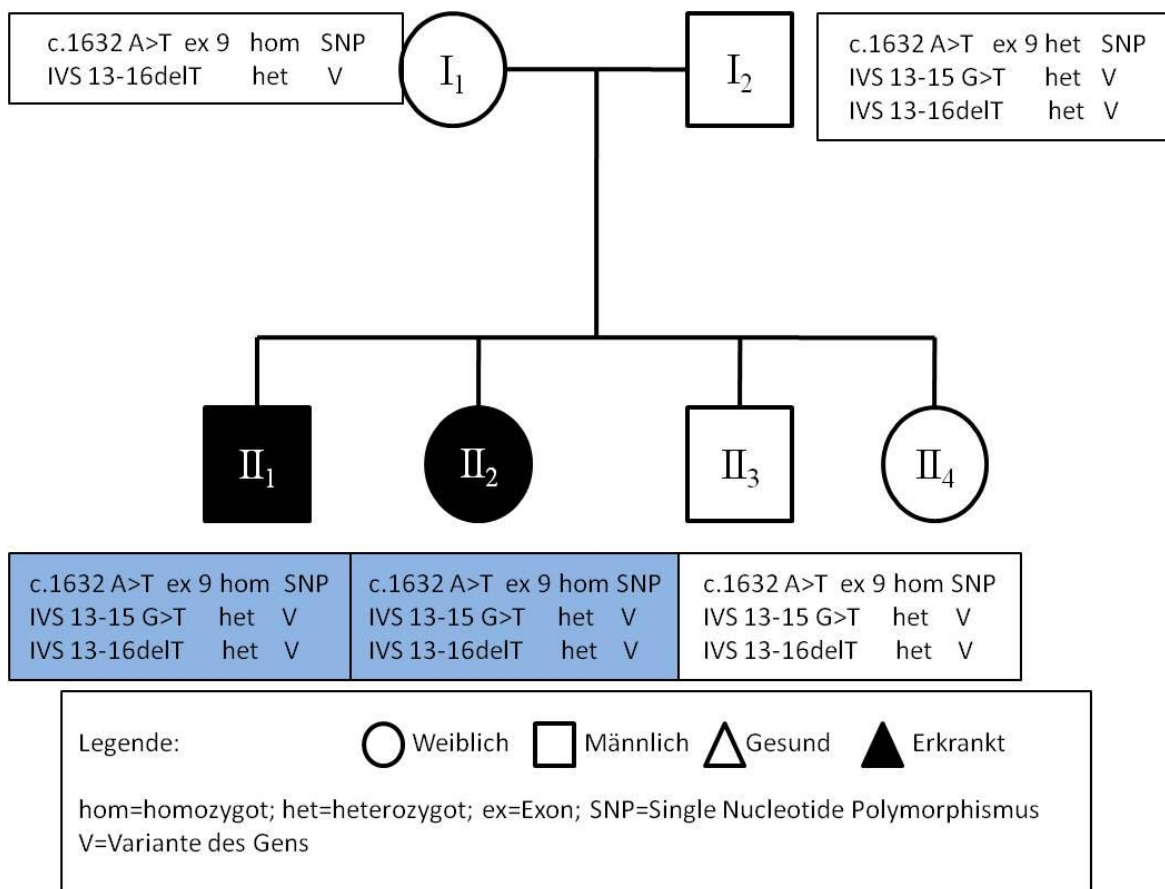 c.1632 A>T ex 9 hom SNP
IVS 13-16delT het V
I1
I2
c.1632 A>T ex 9 het SNP
IVS 13-15 G>T het V
IVS 13-16delT het V
II1
II2
II3
II4
c.1632 A>T ex 9 hom SNP
IVS 13-15 G>T het V
IVS 13-16delT het V
c.1632 A>T ex 9 hom SNP
IVS 13-15 G>T het V
IVS 13-16delT het V
c.1632 A>T ex 9 hom SNP
IVS 13-15 G>T het V
IVS 13-16delT het V
Legende: Weiblich Männlich Gesund Erkrankt
hom=homozygot; het=heterozygot; ex=Exon; SNP=Single Nucleotide Polymorphismus
V=Variante des Gens